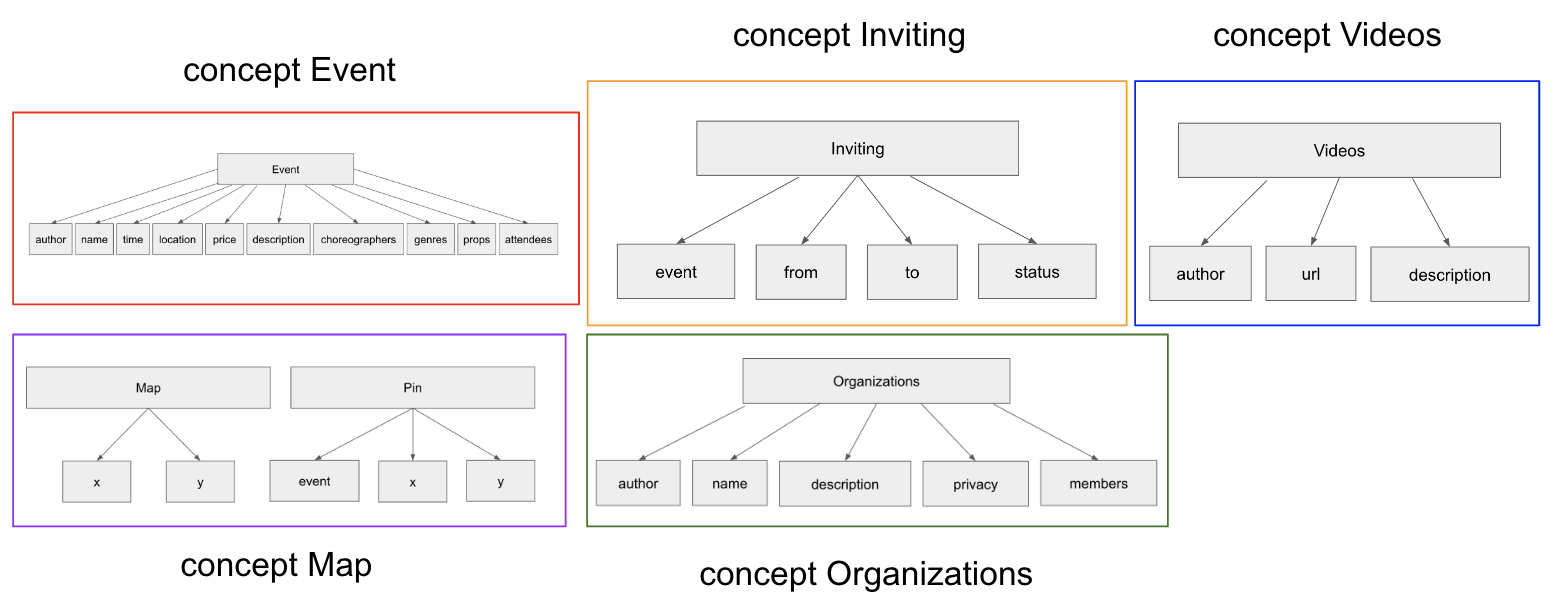 concept Event
Event
author name time location price description choreographers genres props attendees
concept Inviting
Inviting
event from to status
concept Videos
Videos
author url description
Map Pin
x y event x y
concept Map
Organizations
author name description privacy members
concept Organizations